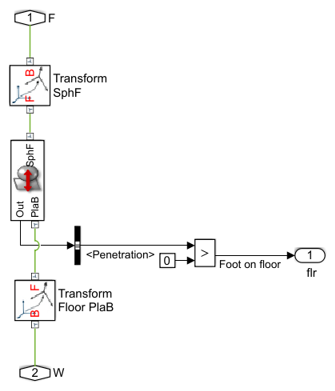 1 F
B
F
Transform
SphF
SphF
Out PlaB
<Penetration>
0
>
Foot on floor
1
flr
F
B
Transform
Floor PlaB
2 W